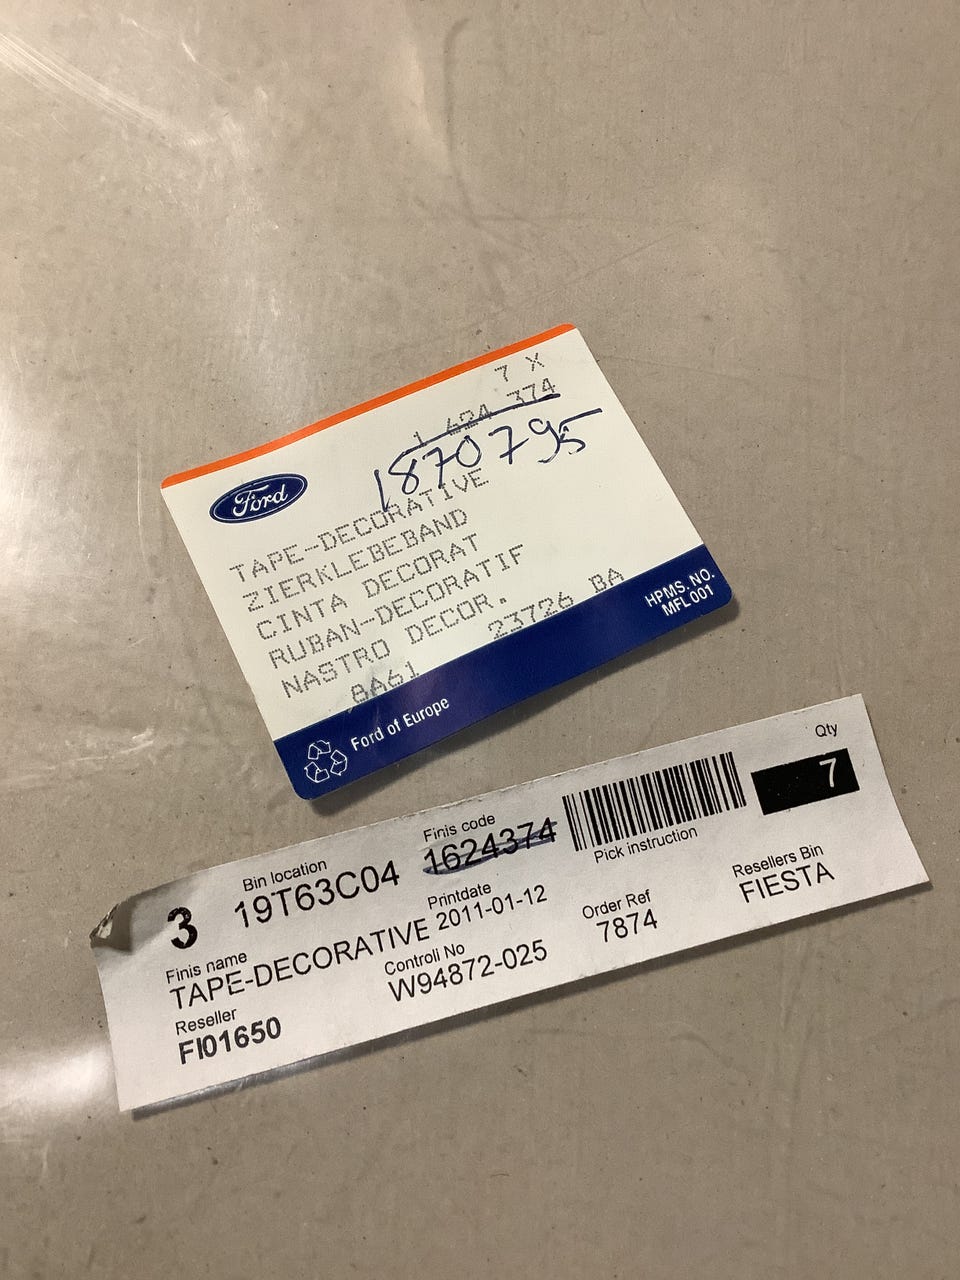 7 X
1 624 374
1870795
Ford
TAPE-DECORATIVE
ZIERKLEBEBAND
CINTA DECORAT
RUBAN-DECORATIF
NASTRO DECOR.
8A61 23726 BA
HPMS. NO.
MFL 001
Ford of Europe
Qty
7
Finis code
1624374
Pick instruction
Bin location
3 19T63C04
Resellers Bin
FIESTA
Printdate
2011-01-12
Order Ref
7874
Finis name
TAPE-DECORATIVE
Controll No
W94872-025
Reseller
FI01650